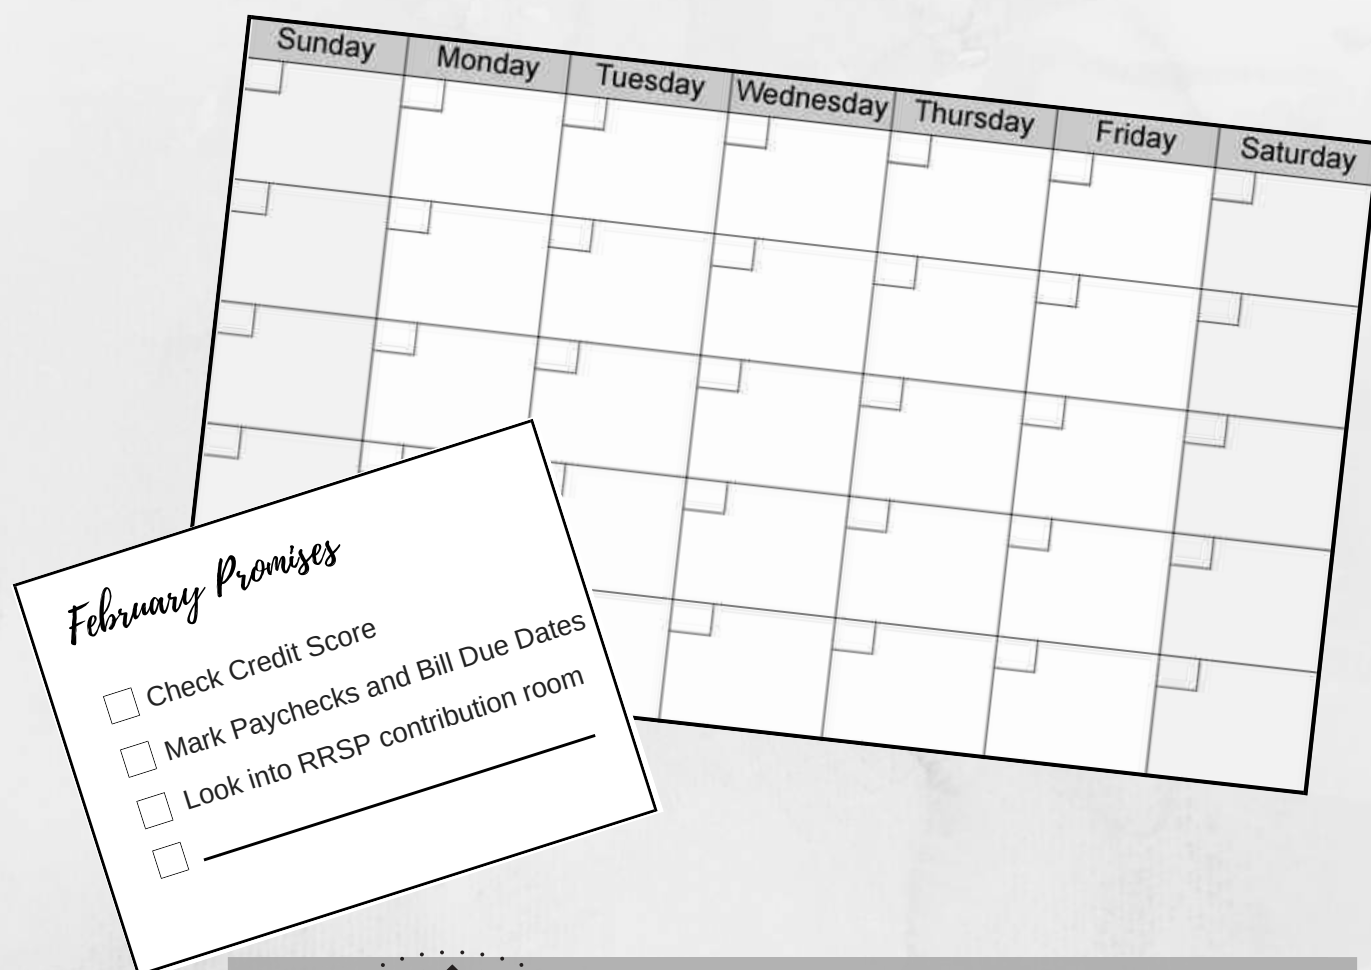 Sunday Monday Tuesday Wednesday Thursday Friday Saturday
February Promises
Check Credit Score
Mark Paychecks and Bill Due Dates
Look into RRSP contribution room